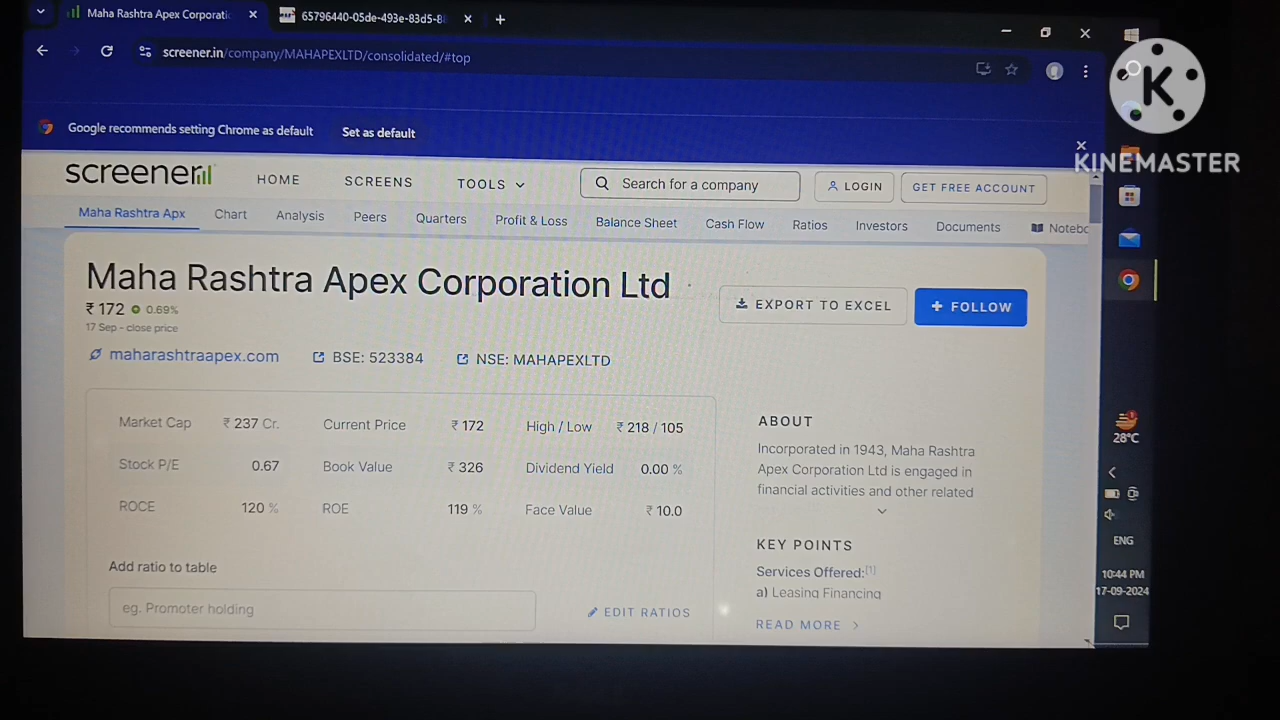 Maha Rashtra Apex Corporatic
65796440-05de-493e-83d5-8
screener.in/company/MAHAPEXLTD/consolidated/#top
K
KINEMASTER
Google recommends setting Chrome as default
Set as default
screener
HOME
SCREENS
TOOLS
Search for a company
LOGIN
GET FREE ACCOUNT
Maha Rashtra Apx
Chart
Analysis
Peers
Quarters
Profit & Loss
Balance Sheet
Cash Flow
Ratios
Investors
Documents
Notebo
Maha Rashtra Apex Corporation Ltd
₹ 172 0.69%
17 Sep - close price
EXPORT TO EXCEL
+ FOLLOW
maharashtraapex.com
BSE: 523384
NSE: MAHAPEXLTD
Market Cap ₹ 237 Cr.
Current Price ₹ 172
High / Low ₹ 218 / 105
Stock P/E 0.67
Book Value ₹ 326
Dividend Yield 0.00 %
ROCE 120 %
ROE 119 %
Face Value ₹ 10.0
Add ratio to table
eg. Promoter holding
EDIT RATIOS
ABOUT
Incorporated in 1943, Maha Rashtra
Apex Corporation Ltd is engaged in
financial activities and other related
KEY POINTS
Services Offered:[1]
a) Leasing Financing
READ MORE
28°C
ENG
10:44 PM
17-09-2024